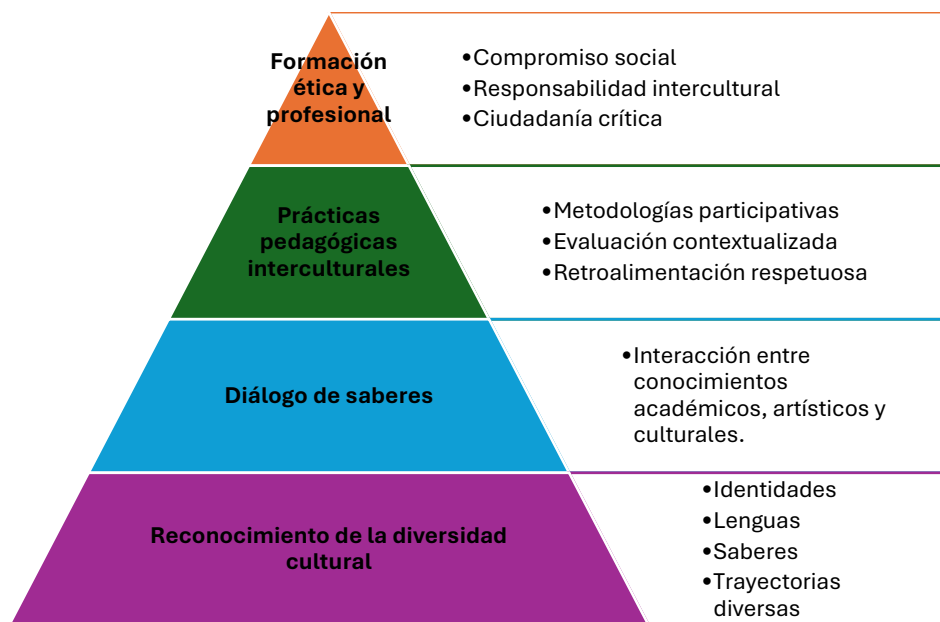 Formación
ética y
profesional
•Compromiso social
•Responsabilidad intercultural
•Ciudadanía crítica
Prácticas
pedagógicas
interculturales
•Metodologías participativas
•Evaluación contextualizada
•Retroalimentación respetuosa
Diálogo de saberes
•Interacción entre
conocimientos
académicos, artísticos y
culturales.
Reconocimiento de la diversidad
cultural
•Identidades
•Lenguas
•Saberes
•Trayectorias
diversas